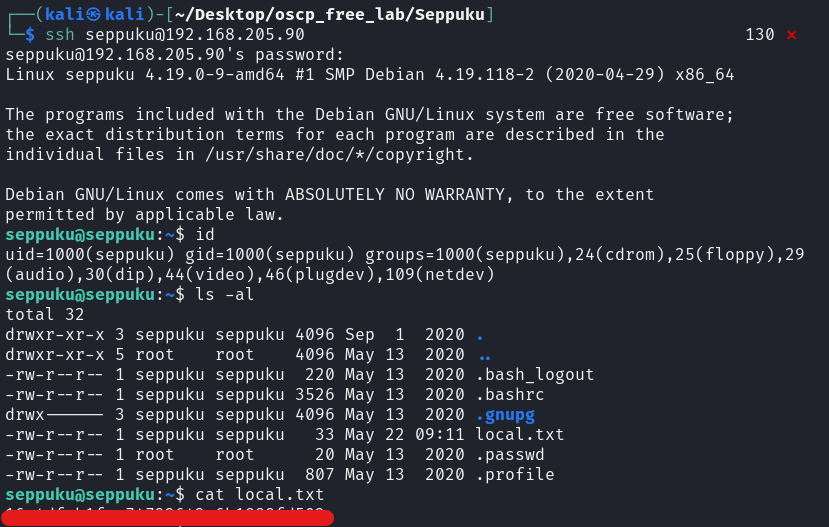 ┌──(kali㉿kali)-[~/Desktop/oscp_free_lab/Seppuku]
└─$ ssh seppuku@192.168.205.90 130 ⨯
seppuku@192.168.205.90's password:
Linux seppuku 4.19.0-9-amd64 #1 SMP Debian 4.19.118-2 (2020-04-29) x86_64
The programs included with the Debian GNU/Linux system are free software;
the exact distribution terms for each program are described in the
individual files in /usr/share/doc/*/copyright.
Debian GNU/Linux comes with ABSOLUTELY NO WARRANTY, to the extent
permitted by applicable law.
seppuku@seppuku:~$ id
uid=1000(seppuku) gid=1000(seppuku) groups=1000(seppuku),24(cdrom),25(floppy),29
(audio),30(dip),44(video),46(plugdev),109(netdev)
seppuku@seppuku:~$ ls -al
total 32
drwxr-xr-x 3 seppuku seppuku 4096 Sep  1  2020 .
drwxr-xr-x 5 root    root    4096 May 13  2020 ..
-rw-r--r-- 1 seppuku seppuku  220 May 13  2020 .bash_logout
-rw-r--r-- 1 seppuku seppuku 3526 May 13  2020 .bashrc
drwx------ 3 seppuku seppuku 4096 May 13  2020 .gnupg
-rw-r--r-- 1 seppuku seppuku   33 May 22 09:11 local.txt
-rw-r--r-- 1 root    root      20 May 13  2020 .passwd
-rw-r--r-- 1 seppuku seppuku  807 May 13  2020 .profile
seppuku@seppuku:~$ cat local.txt